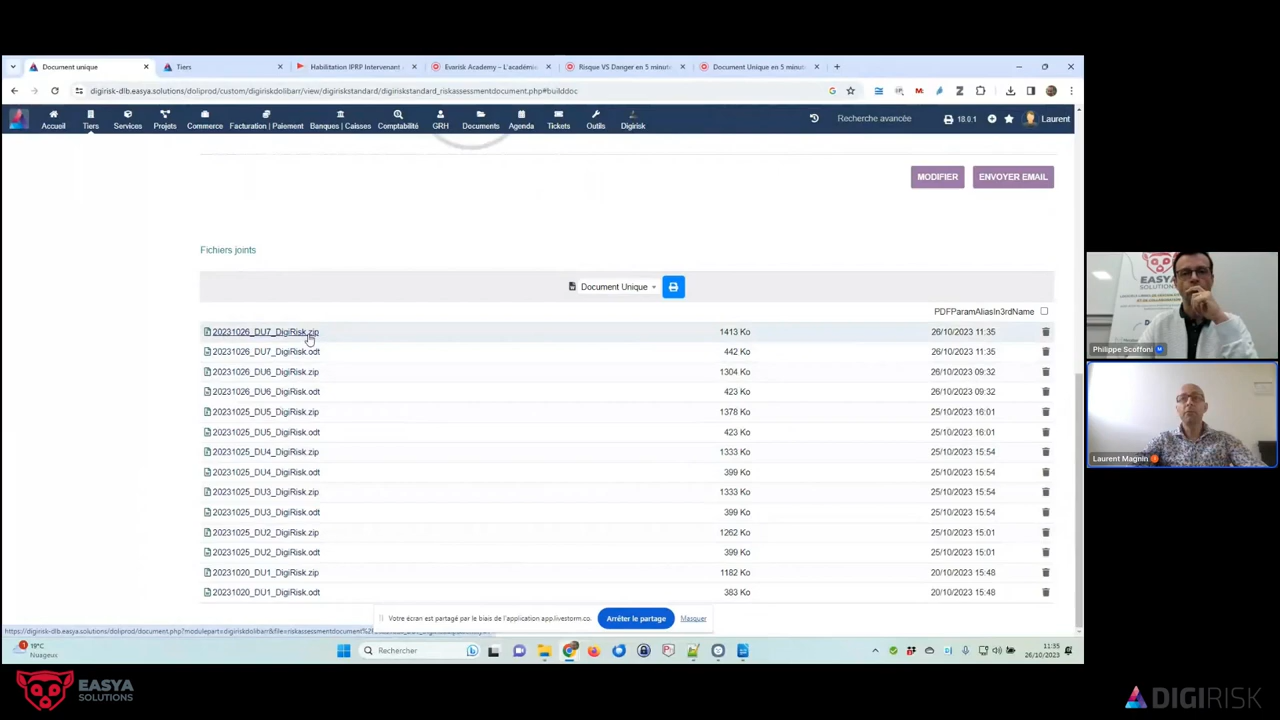 Document unique
Tiers
Habilitation IPRP Intervenant
Evarisk Academy – L'académie
Risque VS Danger en 5 minut
Document Unique en 5 minut
digirisk-dlb.easya.solutions/doliprod/custom/digiriskdolibarr/view/digiriskstandard/digiriskstandard_riskassessmentdocument.php#builddoc
Accueil Tiers Services Projets Commerce Facturation | Paiement Banques | Caisses Comptabilité GRH Documents Agenda Tickets Outils Digirisk
Recherche avancée 18.0.1 Laurent
MODIFIER ENVOYER EMAIL
Fichiers joints
Document Unique
PDFParamAliasIn3rdName
20231026_DU7_DigiRisk.zip 1413 Ko 26/10/2023 11:35
20231026_DU7_DigiRisk.odt 442 Ko 26/10/2023 11:35
20231026_DU6_DigiRisk.zip 1304 Ko 26/10/2023 09:32
20231026_DU6_DigiRisk.odt 423 Ko 26/10/2023 09:32
20231025_DU5_DigiRisk.zip 1378 Ko 25/10/2023 16:01
20231025_DU5_DigiRisk.odt 423 Ko 25/10/2023 16:01
20231025_DU4_DigiRisk.zip 1333 Ko 25/10/2023 15:54
20231025_DU4_DigiRisk.odt 399 Ko 25/10/2023 15:54
20231025_DU3_DigiRisk.zip 1333 Ko 25/10/2023 15:54
20231025_DU3_DigiRisk.odt 399 Ko 25/10/2023 15:54
20231025_DU2_DigiRisk.zip 1262 Ko 25/10/2023 15:01
20231025_DU2_DigiRisk.odt 399 Ko 25/10/2023 15:01
20231020_DU1_DigiRisk.zip 1182 Ko 20/10/2023 15:48
20231020_DU1_DigiRisk.odt 383 Ko 20/10/2023 15:48
Votre écran est partagé par le biais de l'application app.livestorm.co. Arrêter le partage Masquer
19°C
Nuageux
Rechercher
11:35
26/10/2023
EASYA
SOLUTIONS
Philippe Scoffoni
Laurent Magnin
EASYA
SOLUTIONS
DIGIRISK